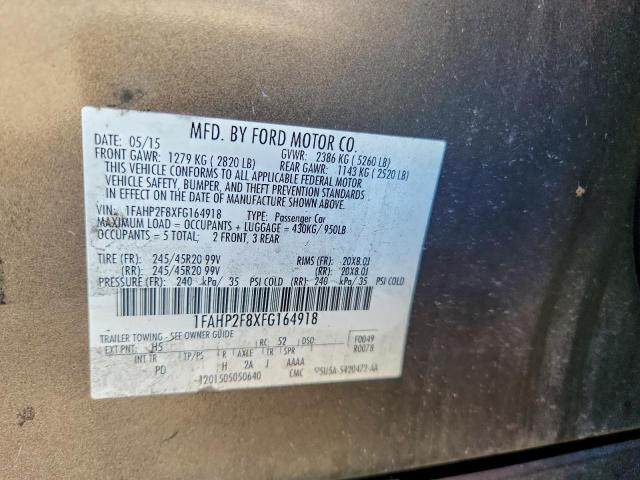 MFD. BY FORD MOTOR CO.
DATE: 05/15 GVWR: 2386 KG ( 5260 LB)
FRONT GAWR: 1279 KG ( 2820 LB) REAR GAWR: 1143 KG ( 2520 LB)
THIS VEHICLE CONFORMS TO ALL APPLICABLE FEDERAL MOTOR
VEHICLE SAFETY, BUMPER, AND THEFT PREVENTION STANDARDS
IN EFFECT ON THE DATE OF MANUFACTURE SHOWN ABOVE.
VIN: 1FAHP2F8XFG164918 TYPE: Passenger Car
MAXIMUM LOAD = OCCUPANTS + LUGGAGE = 430KG/ 950LB
OCCUPANTS = 5 TOTAL, 2 FRONT, 3 REAR
TIRE (FR): 245/45R20 99V RIMS (FR): 20X8.0J
(RR): 245/45R20 99V (RR): 20X8.0J
PRESSURE (FR): 240 kPa/ 35 PSI COLD (RR): 240 kPa/ 35 PSI COLD
1FAHP2F8XFG164918
TRAILER TOWING - SEE OWNER GUIDE
EXT PNT: H5 RC: 52 DSO: F0049
INT TR TP/PS R AXLE TR SPR R0078
PD H 2A J AAAA
1201505050640 CMC 5U5A-5420472-AA